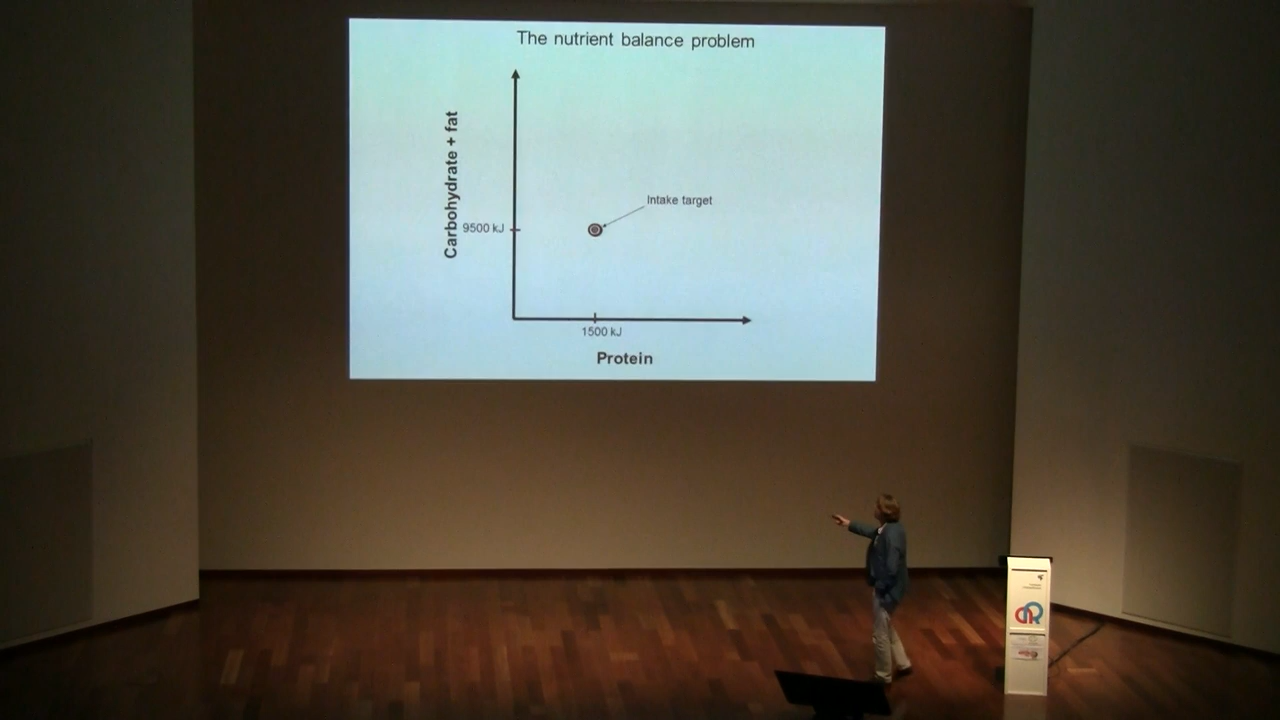 The nutrient balance problem
Carbohydrate + fat
Intake target
9500 kJ
1500 kJ
Protein